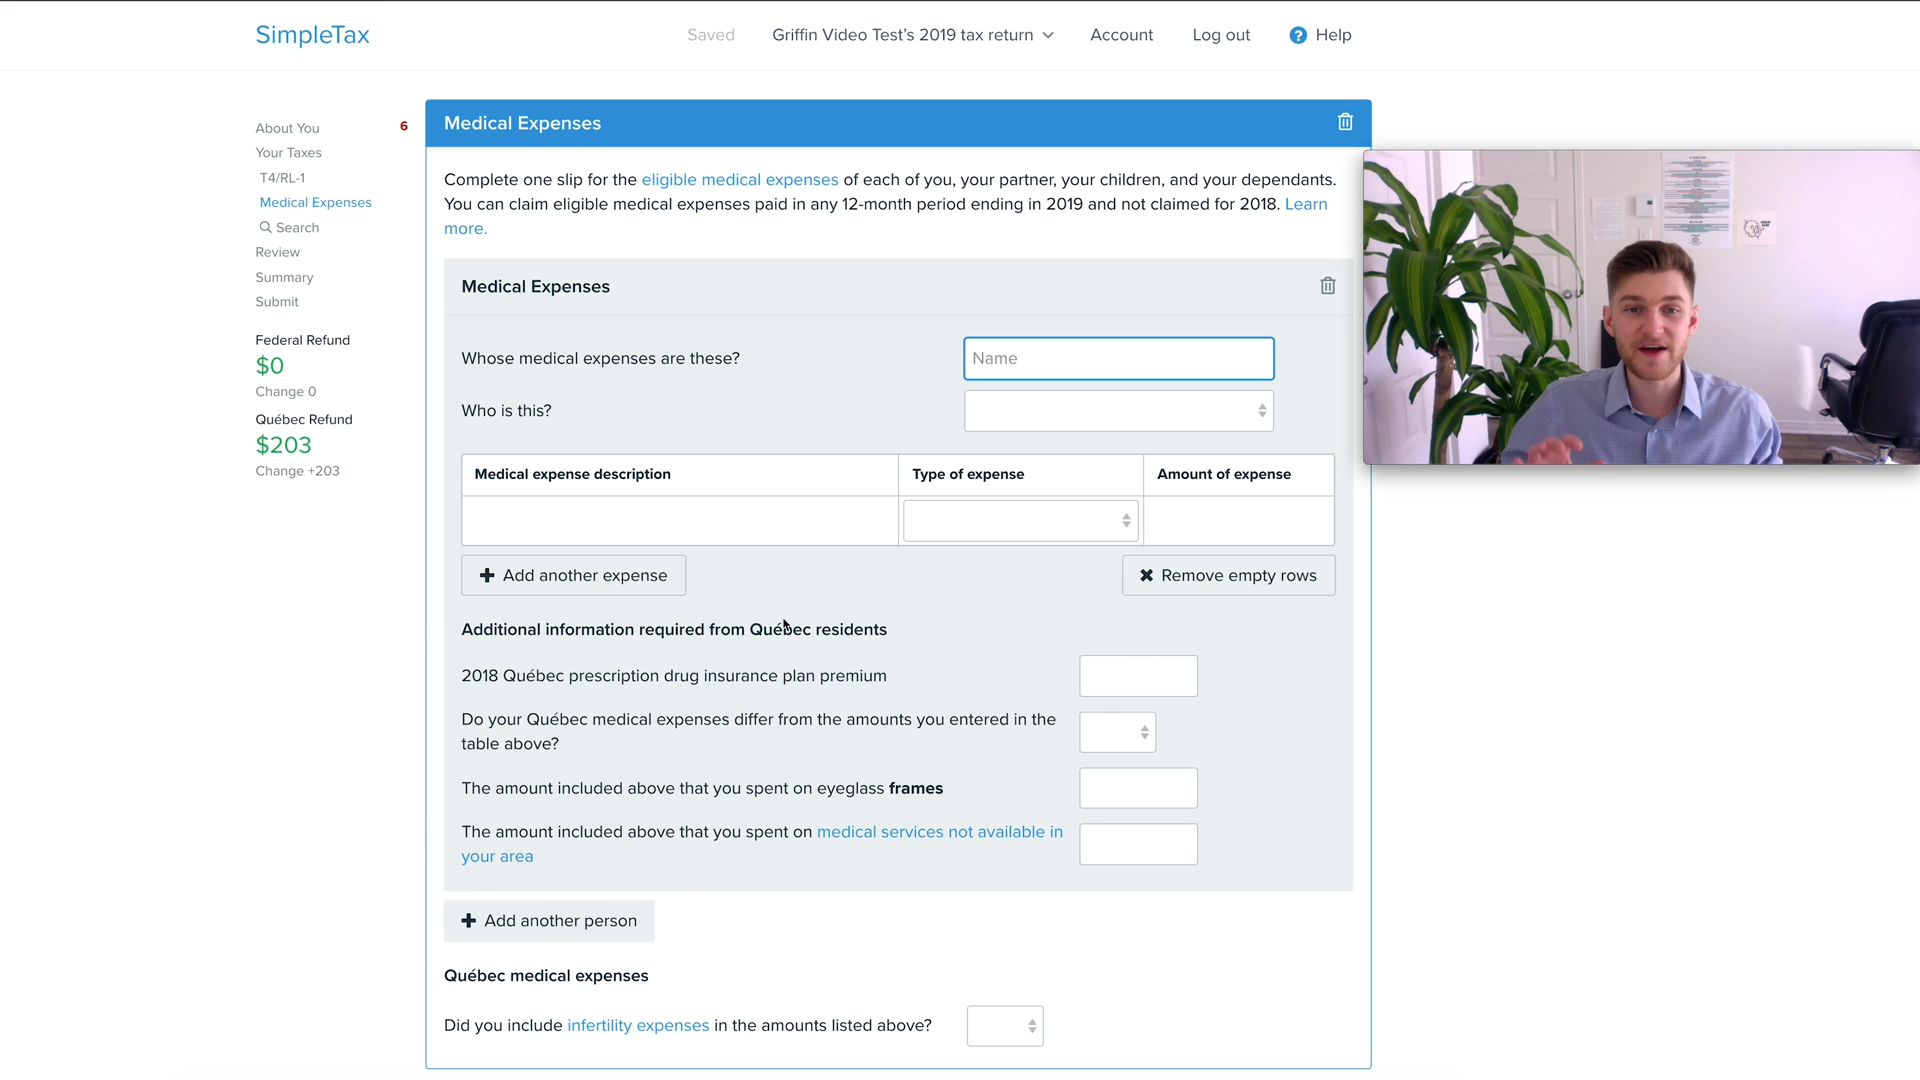 SimpleTax
Saved
Griffin Video Test's 2019 tax return
Account
Log out
Help
About You
6
Your Taxes
T4/RL-1
Medical Expenses
Search
Review
Summary
Submit
Federal Refund
$0
Change 0
Québec Refund
$203
Change +203
Medical Expenses
Complete one slip for the eligible medical expenses of each of you, your partner, your children, and your dependants.
You can claim eligible medical expenses paid in any 12-month period ending in 2019 and not claimed for 2018. Learn
more.
Medical Expenses
Whose medical expenses are these?
Name
Who is this?
Medical expense description
Type of expense
Amount of expense
Add another expense
Remove empty rows
Additional information required from Québec residents
2018 Québec prescription drug insurance plan premium
Do your Québec medical expenses differ from the amounts you entered in the
table above?
The amount included above that you spent on eyeglass frames
The amount included above that you spent on medical services not available in
your area
Add another person
Québec medical expenses
Did you include infertility expenses in the amounts listed above?